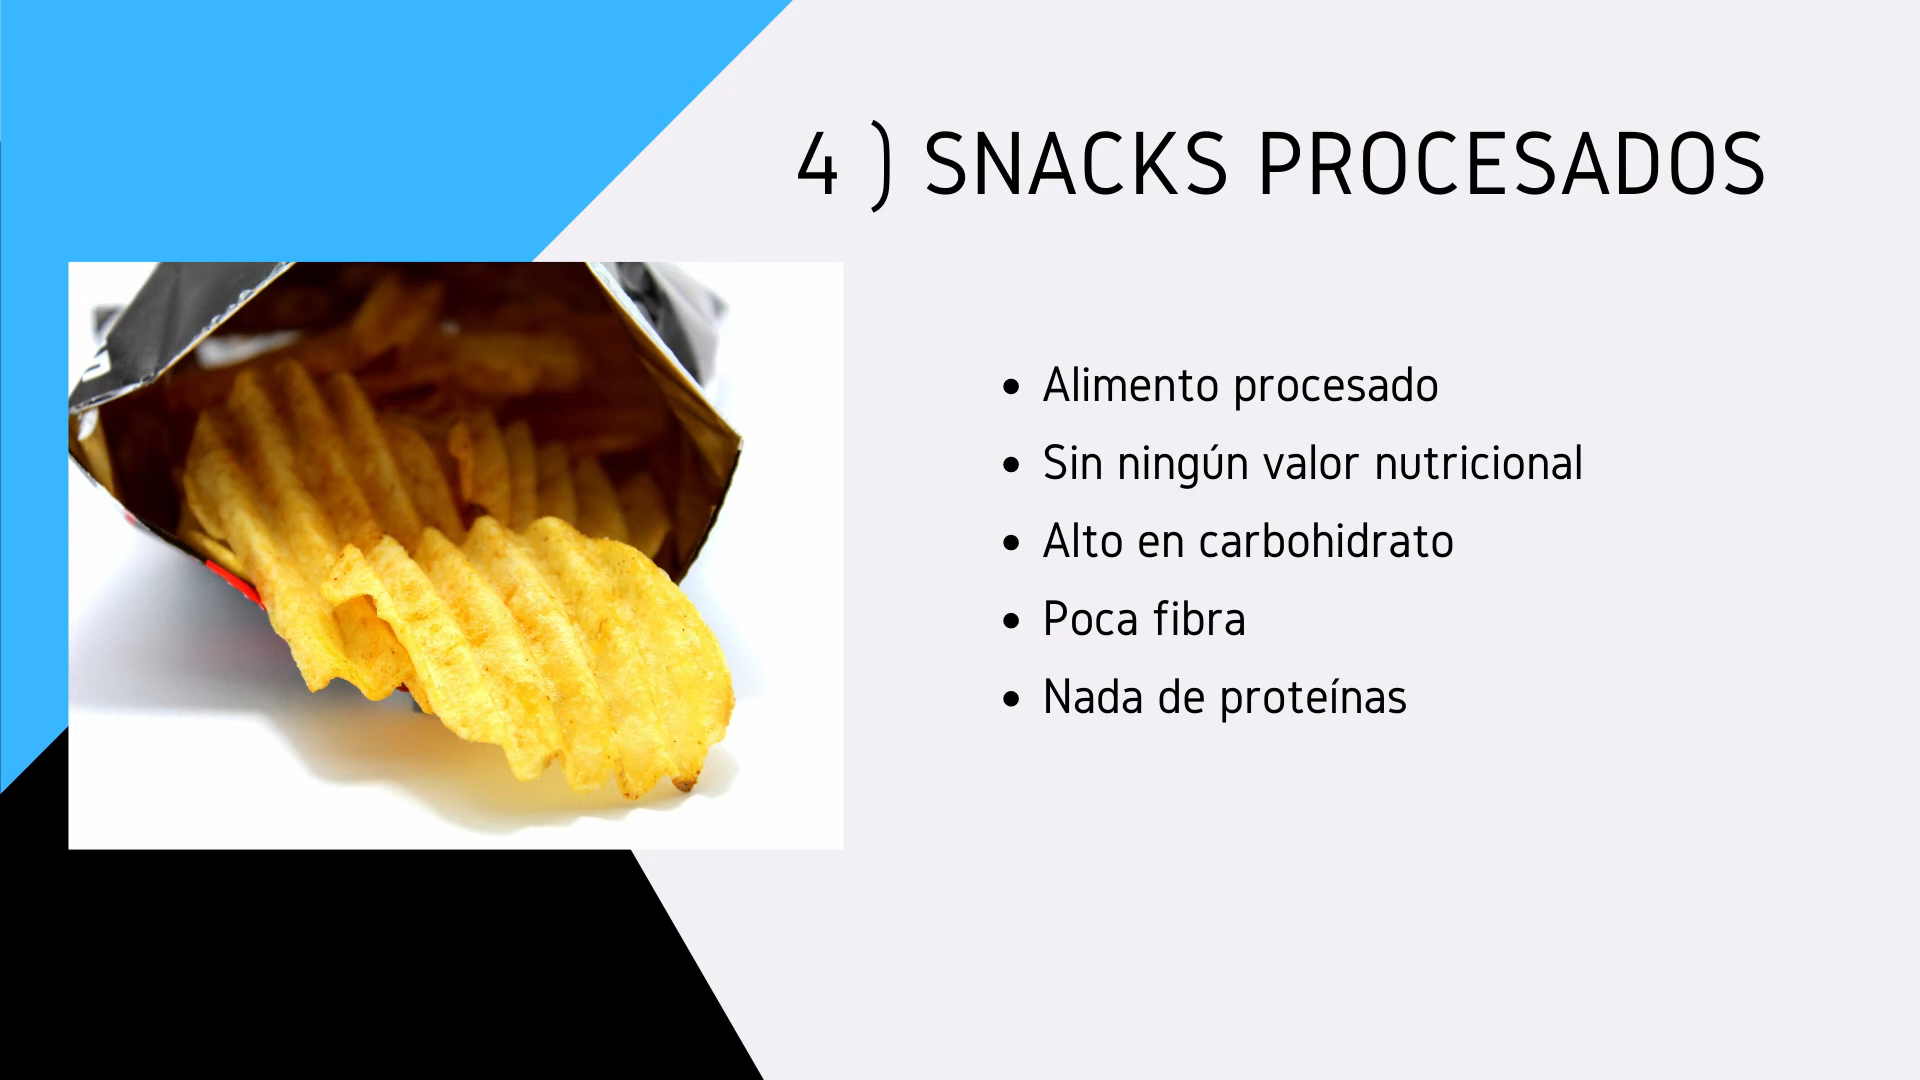 4 ) SNACKS PROCESADOS
• Alimento procesado
• Sin ningún valor nutricional
• Alto en carbohidrato
• Poca fibra
• Nada de proteínas